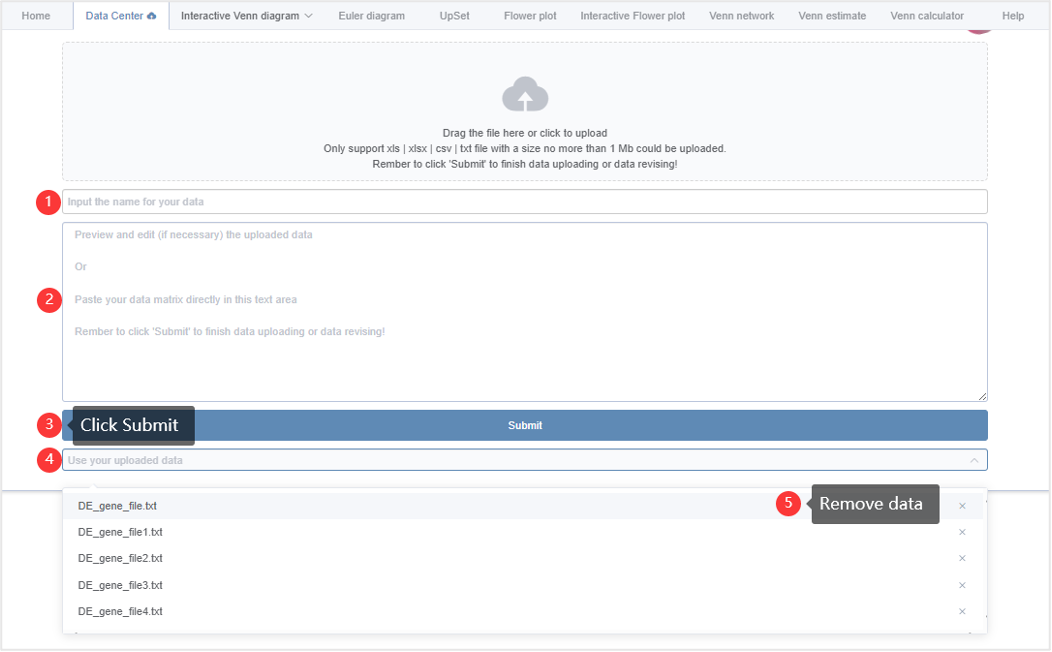 Home Data Center Interactive Venn diagram Euler diagram UpSet Flower plot Interactive Flower plot Venn network Venn estimate Venn calculator Help
Drag the file here or click to upload
Only support xls | xlsx | csv | txt file with a size no more than 1 Mb could be uploaded.
Rember to click 'Submit' to finish data uploading or data revising!
1 Input the name for your data
Preview and edit (if necessary) the uploaded data
Or
2 Paste your data matrix directly in this text area
Rember to click 'Submit' to finish data uploading or data revising!
3 Click Submit Submit
4 Use your uploaded data
DE_gene_file.txt 5 Remove data ×
DE_gene_file1.txt ×
DE_gene_file2.txt ×
DE_gene_file3.txt ×
DE_gene_file4.txt ×